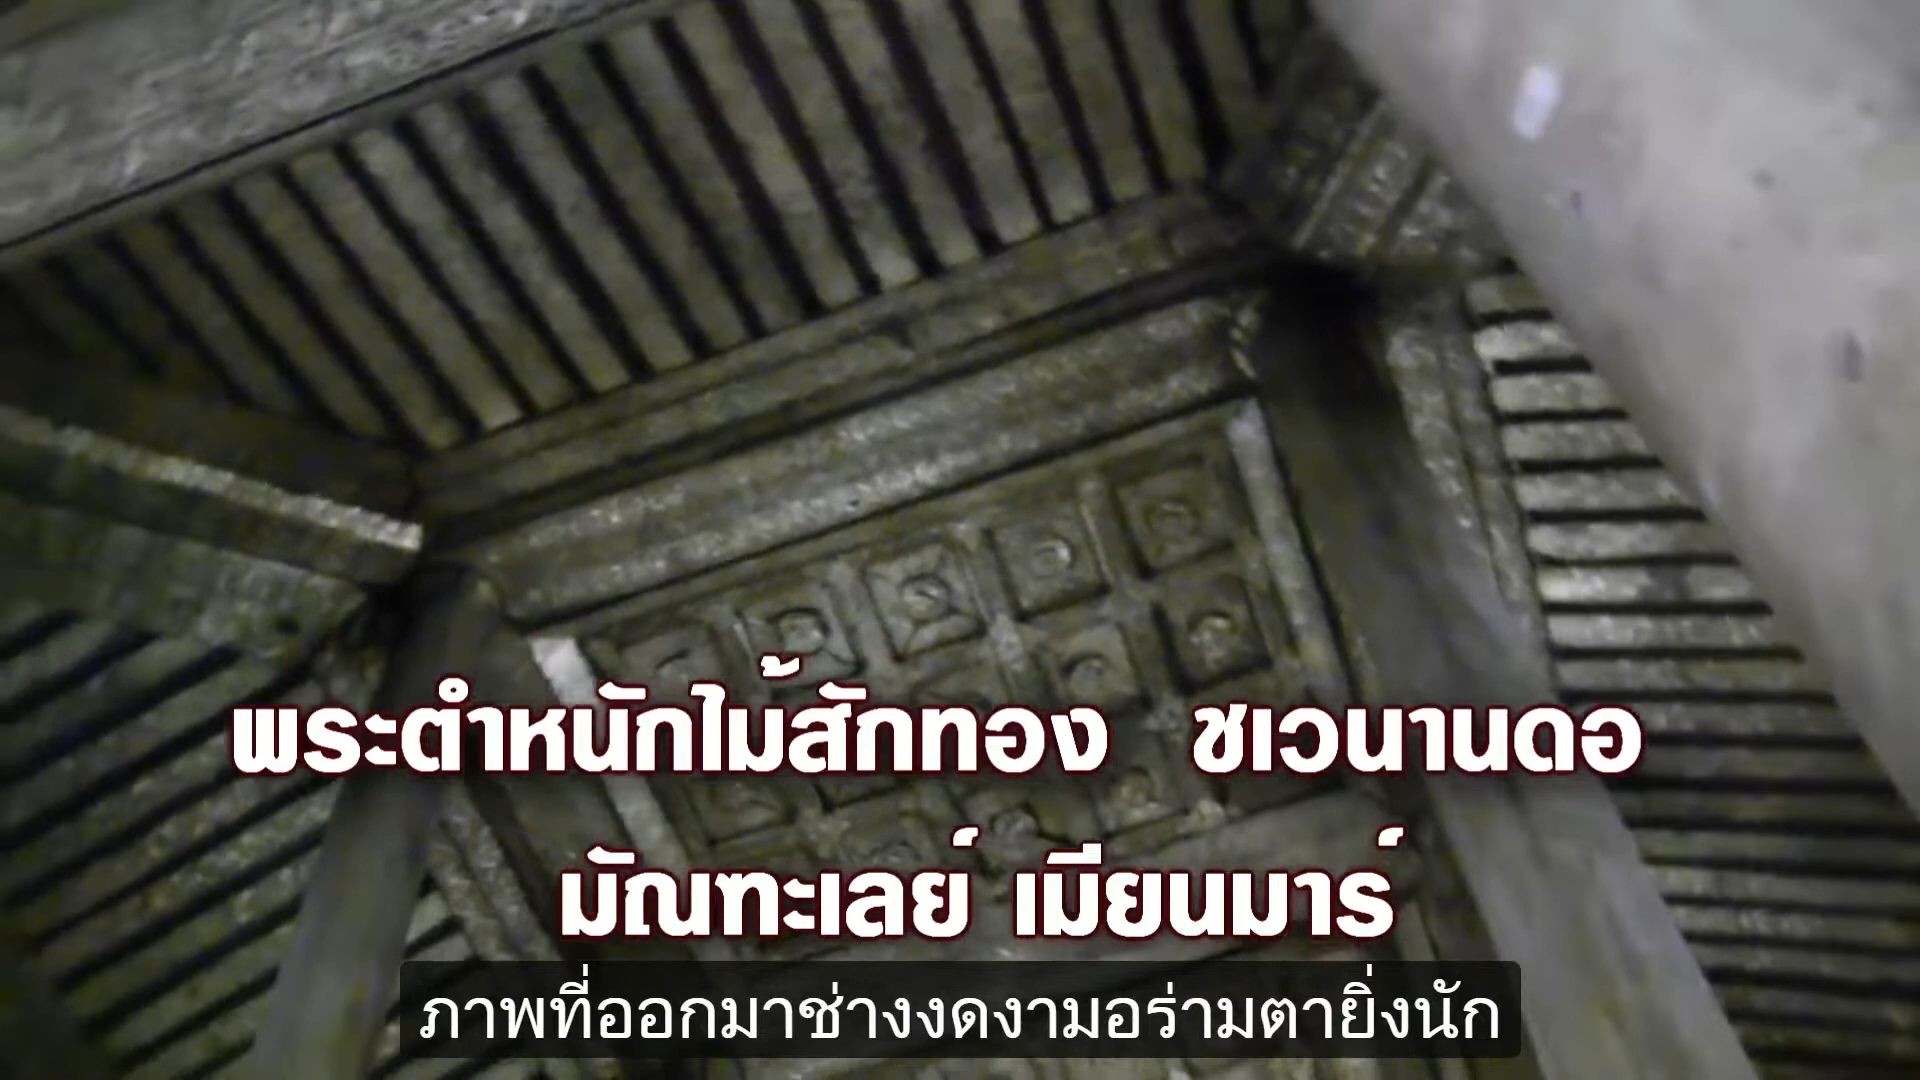 พระตำหนักไม้สักทอง ชเวนานดอ
มัณฑะเลย์ เมียนมาร์
ภาพที่ออกมาช่างงดงามอร่ามตายิ่งนัก